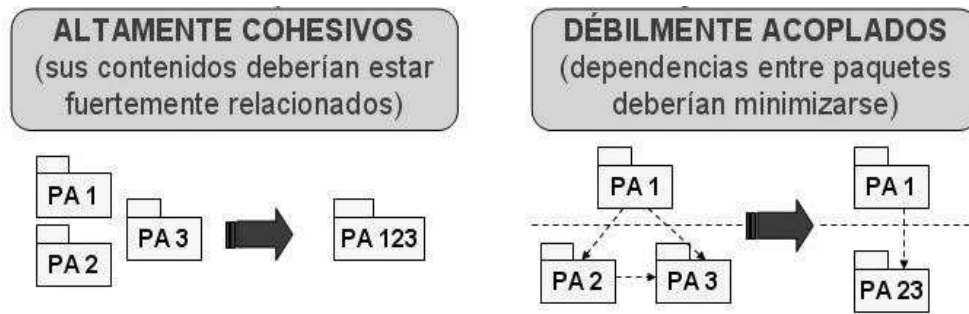 ALTAMENTE COHESIVOS
(sus contenidos deberían estar
fuertemente relacionados)
PA 1
PA 2
PA 3
PA 123
DÉBILMENTE ACOPLADOS
(dependencias entre paquetes
deberían minimizarse)
PA 1
PA 2
PA 3
PA 1
PA 23